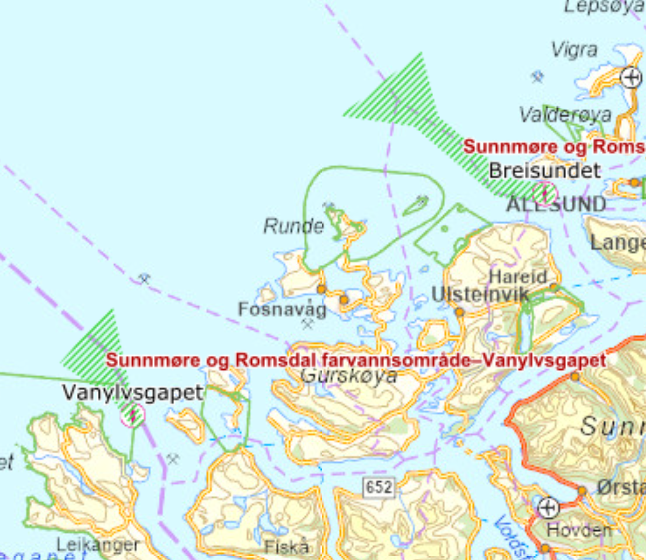 Lepsøya
Vigra
Valderøya
Sunnmøre og Roms
Breisundet
ÅLESUND
Runde
Lange
Hareid
Ulsteinvik
Fosnavåg
Sunnmøre og Romsdal farvannsområde–Vanylvsgapet
Gurskøya
Vanylvsgapet
Sunn
et
652
Ørsta
Hovden
Leikanger
Fiskå